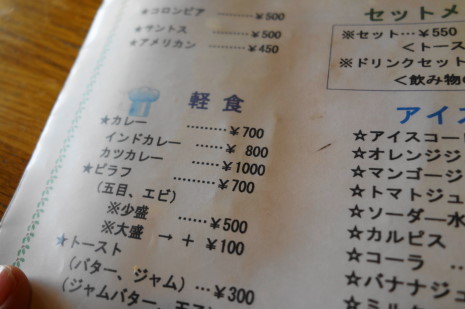 ★コロンビア ……… ¥500
★サントス ……… ¥500
★アメリカン …… ¥450
軽食
★カレー ……… ¥700
インドカレー …… ¥ 800
カツカレー …… ¥1000
★ピラフ ……… ¥700
(五目、エビ)
※少盛 …… ¥500
※大盛 → + ¥100
★トースト
(バター、ジャム) … ¥300
(ジャムバター、
セットメ
※セット… ¥550
<トース
※ドリンクセット
<飲み物の
アイス
☆アイスコー
☆オレンジジ
☆マンゴージ
☆トマトジュ
☆ソーダ―水
☆カルピス
☆コーラ ……
☆バナナジュ
☆ミルク